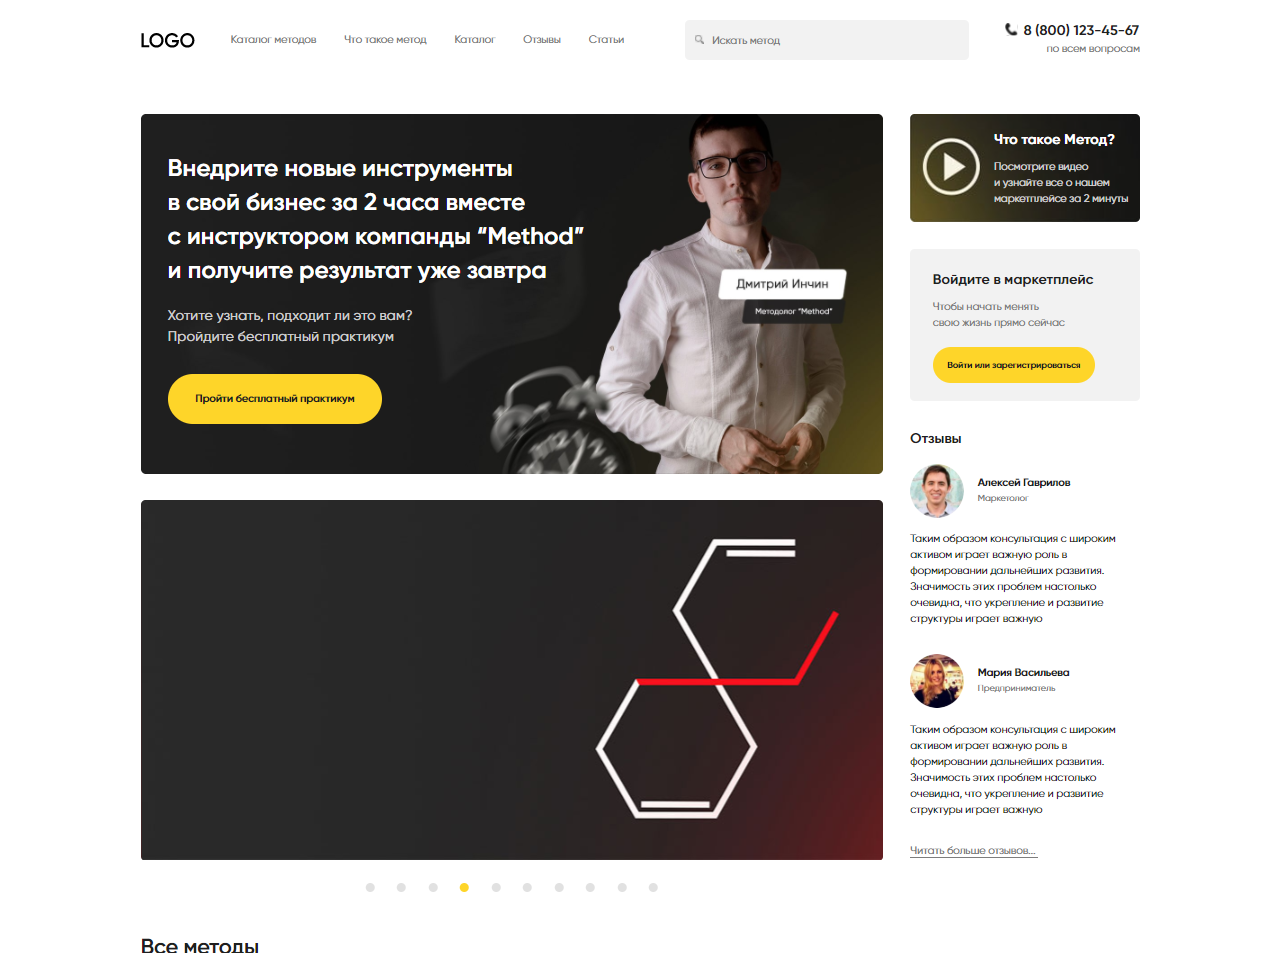 LOGO
Каталог методов
Что такое метод
Каталог
Отзывы
Статьи
Искать метод
8 (800) 123-45-67
по всем вопросам
Внедрите новые инструменты
в свой бизнес за 2 часа вместе
с инструктором компанды “Method”
и получите результат уже завтра
Хотите узнать, подходит ли это вам?
Пройдите бесплатный практикум
Пройти бесплатный практикум
Дмитрий Инчин
Методолог “Method”
Что такое Метод?
Посмотрите видео
и узнайте все о нашем
маркетплейсе за 2 минуты
Войдите в маркетплейс
Чтобы начать менять
свою жизнь прямо сейчас
Войти или зарегистрироваться
Отзывы
Алексей Гаврилов
Маркетолог
Таким образом консультация с широким
активом играет важную роль в
формировании дальнейших развития.
Значимость этих проблем настолько
очевидна, что укрепление и развитие
структуры играет важную
Мария Васильева
Предприниматель
Таким образом консультация с широким
активом играет важную роль в
формировании дальнейших развития.
Значимость этих проблем настолько
очевидна, что укрепление и развитие
структуры играет важную
Читать больше отзывов...
Все методы